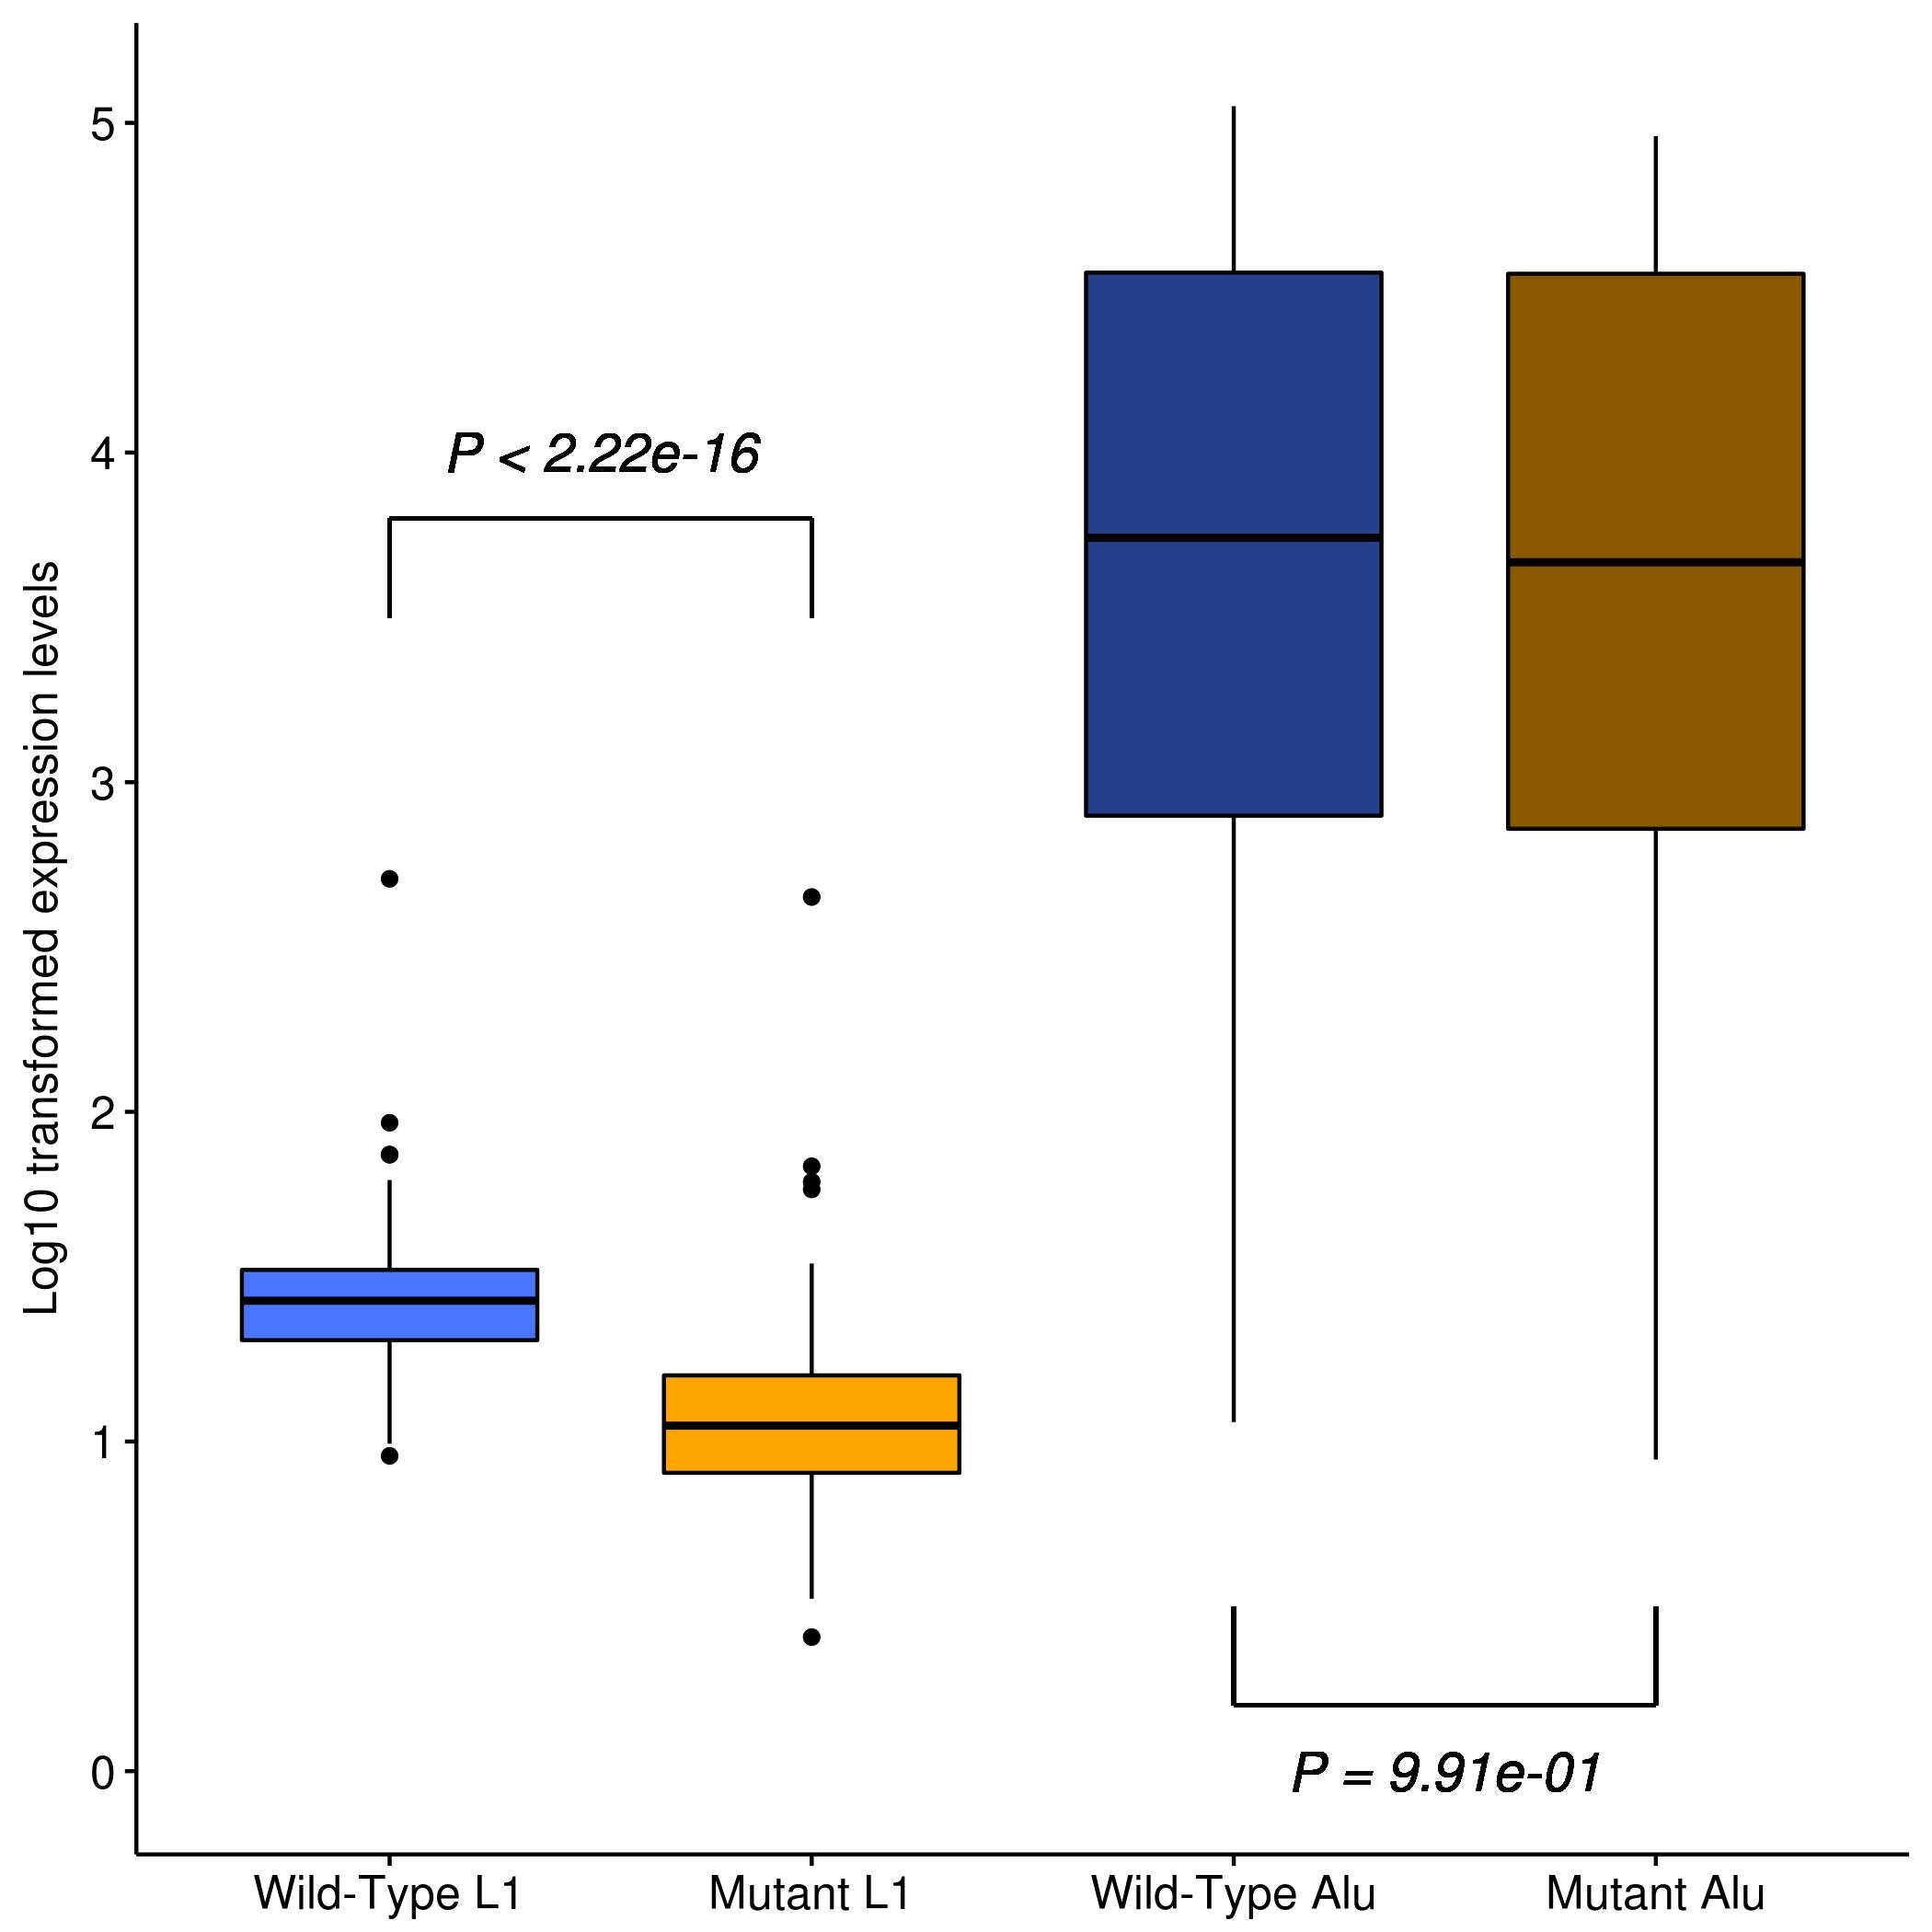 Log10 transformed expression levels
5
4
3
2
1
0
P < 2.22e-16
P = 9.91e-01
Wild-Type L1
Mutant L1
Wild-Type Alu
Mutant Alu